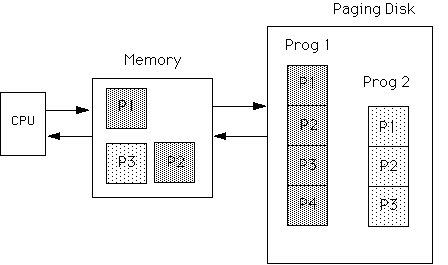 Paging Disk
Prog 1
Memory
Prog 2
P1
P1
CPU
P2
P1
P3
P2
P3
P2
P4
P3